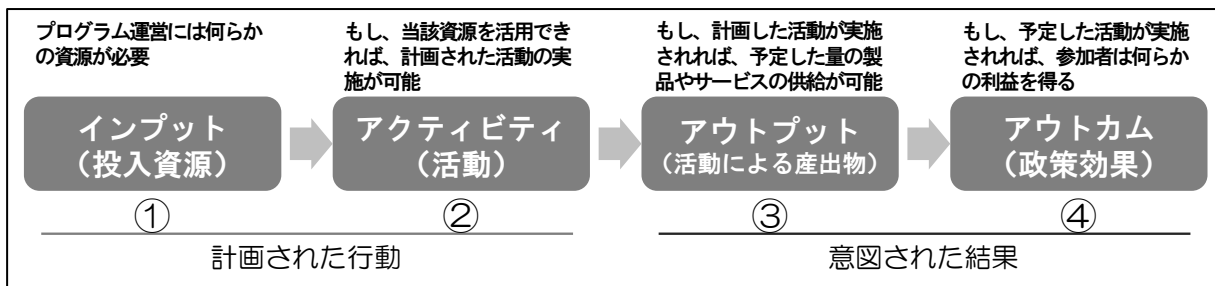 プログラム運営には何らか
の資源が必要
もし、当該資源を活用でき
れば、計画された活動の実
施が可能
もし、計画した活動が実施
されれば、予定した量の製
品やサービスの供給が可能
もし、予定した活動が実施
されれば、参加者は何らか
の利益を得る
インプット
（投入資源）
アクティビティ
（活動）
アウトプット
（活動による産出物）
アウトカム
（政策効果）
①
②
③
④
計画された行動
意図された結果